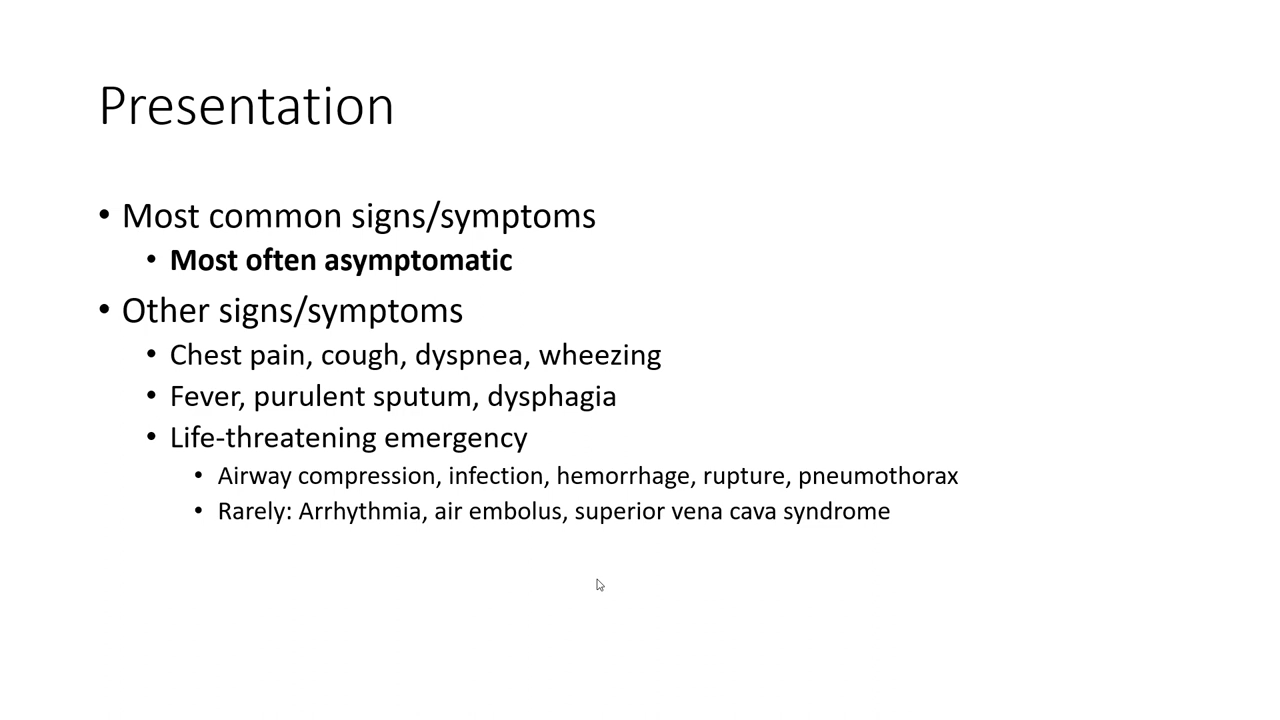 Presentation
• Most common signs/symptoms
• Most often asymptomatic
• Other signs/symptoms
• Chest pain, cough, dyspnea, wheezing
• Fever, purulent sputum, dysphagia
• Life-threatening emergency
• Airway compression, infection, hemorrhage, rupture, pneumothorax
• Rarely: Arrhythmia, air embolus, superior vena cava syndrome